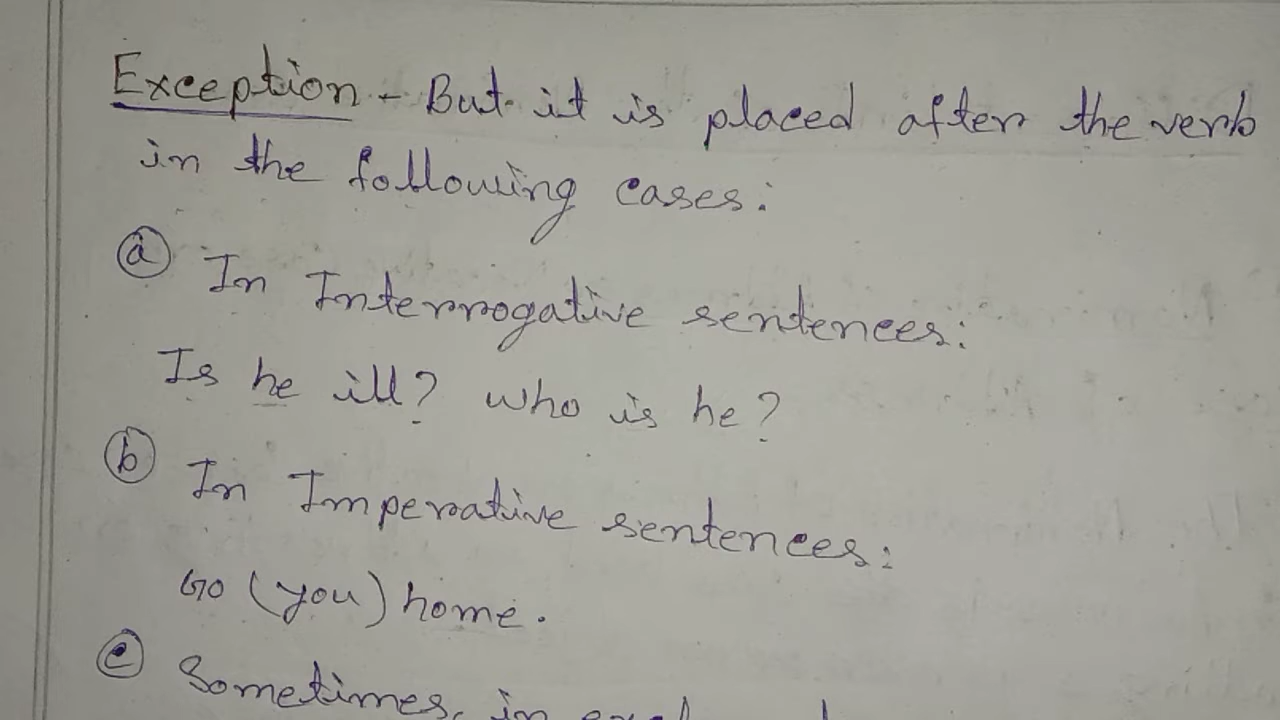 Exception - But it is placed after the verb
in the following cases:
(a) In Interrogative sentences:
Is he ill? Who is he?
(b) In Imperative sentences:
Go (you) home.
(c) Sometimes, in